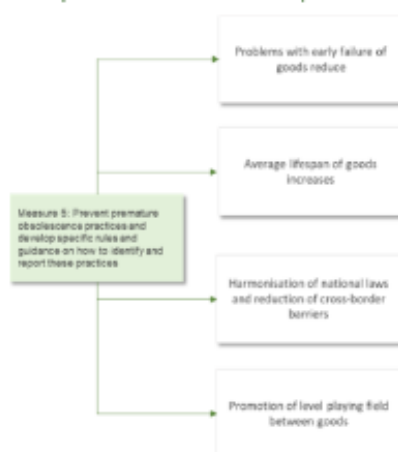 Problems with early failure of
goods reduce
Average lifespan of goods
increases
Measure 5: Prevent premature
obsolescence practices and
develop specific rules and
guidance on how to identify and
report these practices
Harmonisation of national laws
and reduction of cross-border
barriers
Promotion of level playing field
between goods